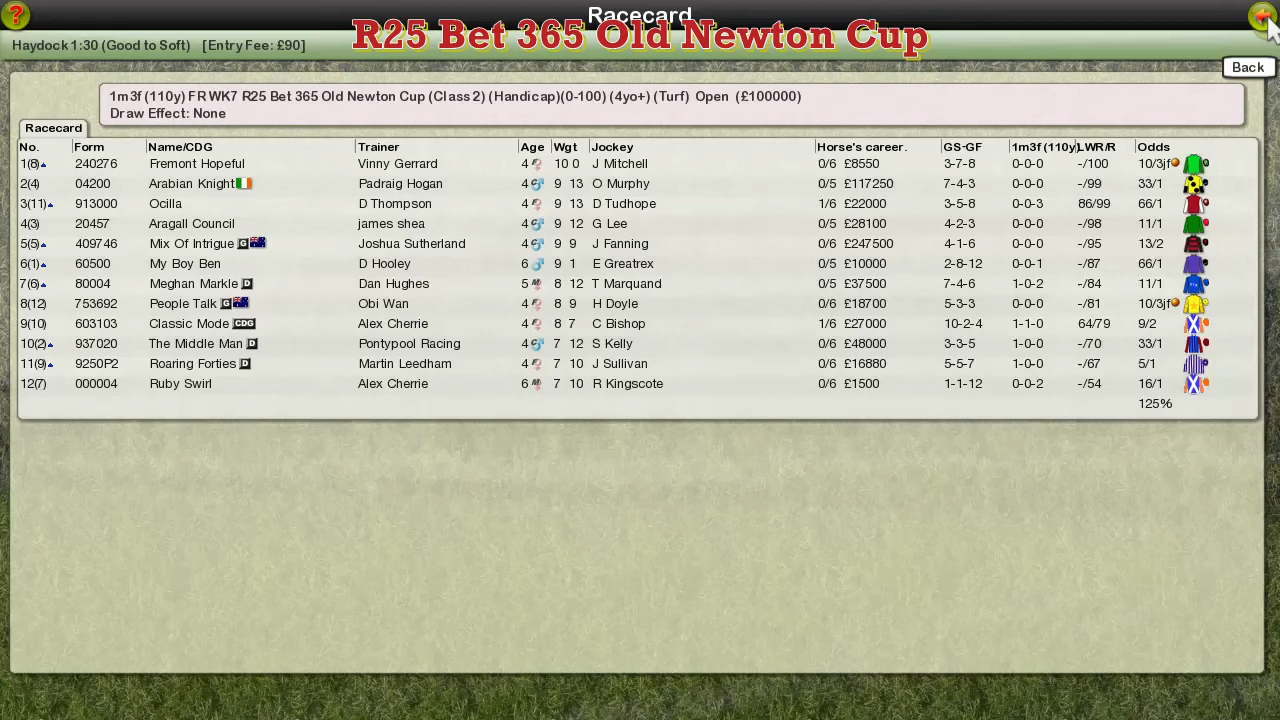 Racecard
R25 Bet 365 Old Newton Cup
Haydock 1:30 (Good to Soft) [Entry Fee: £90]
Back
1m3f (110y) FR WK7 R25 Bet 365 Old Newton Cup (Class 2) (Handicap)(0-100) (4yo+) (Turf) Open (£100000)
Draw Effect: None
Racecard
No. Form Name/CDG Trainer Age Wgt Jockey Horse's career. GS-GF 1m3f (110y) LWR/R Odds
1(8) 240276 Fremont Hopeful Vinny Gerrard 4 10 0 J Mitchell 0/6 £8550 3-7-8 0-0-0 -/100 10/3jf
2(4) 04200 Arabian Knight Padraig Hogan 4 9 13 O Murphy 0/5 £117250 7-4-3 0-0-0 -/99 33/1
3(11) 913000 Ocilla D Thompson 4 9 13 D Tudhope 1/6 £22000 3-5-8 0-0-3 86/99 66/1
4(3) 20457 Aragall Council james shea 4 9 12 G Lee 0/5 £28100 4-2-3 0-0-0 -/98 11/1
5(5) 409746 Mix Of Intrigue G Joshua Sutherland 4 9 9 J Fanning 0/6 £247500 4-1-6 0-0-0 -/95 13/2
6(1) 60500 My Boy Ben D Hooley 6 9 1 E Greatrex 0/5 £10000 2-8-12 0-0-1 -/87 66/1
7(6) 80004 Meghan Markle D Dan Hughes 5 8 12 T Marquand 0/5 £37500 7-4-6 1-0-2 -/84 11/1
8(12) 753692 People Talk G Obi Wan 4 8 9 H Doyle 0/6 £18700 5-3-3 0-0-0 -/81 10/3jf
9(10) 603103 Classic Mode CDG Alex Cherrie 4 8 7 C Bishop 1/6 £27000 10-2-4 1-1-0 64/79 9/2
10(2) 937020 The Middle Man D Pontypool Racing 4 7 12 S Kelly 0/6 £48000 3-3-5 1-0-0 -/70 33/1
11(9) 9250P2 Roaring Forties D Martin Leedham 4 7 10 J Sullivan 0/6 £16880 5-5-7 1-0-0 -/67 5/1
12(7) 000004 Ruby Swirl Alex Cherrie 6 7 10 R Kingscote 0/6 £1500 1-1-12 0-0-2 -/54 16/1
125%